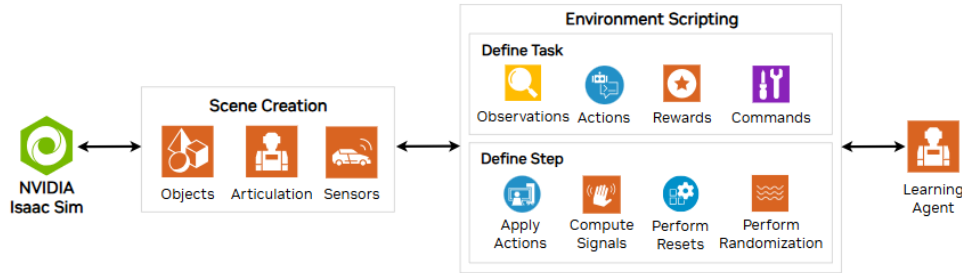 Environment Scripting
Define Task
Observations Actions Rewards Commands
Scene Creation
Objects Articulation Sensors
NVIDIA
Isaac Sim
Define Step
Apply
Actions
Compute
Signals
Perform
Resets
Perform
Randomization
Learning
Agent